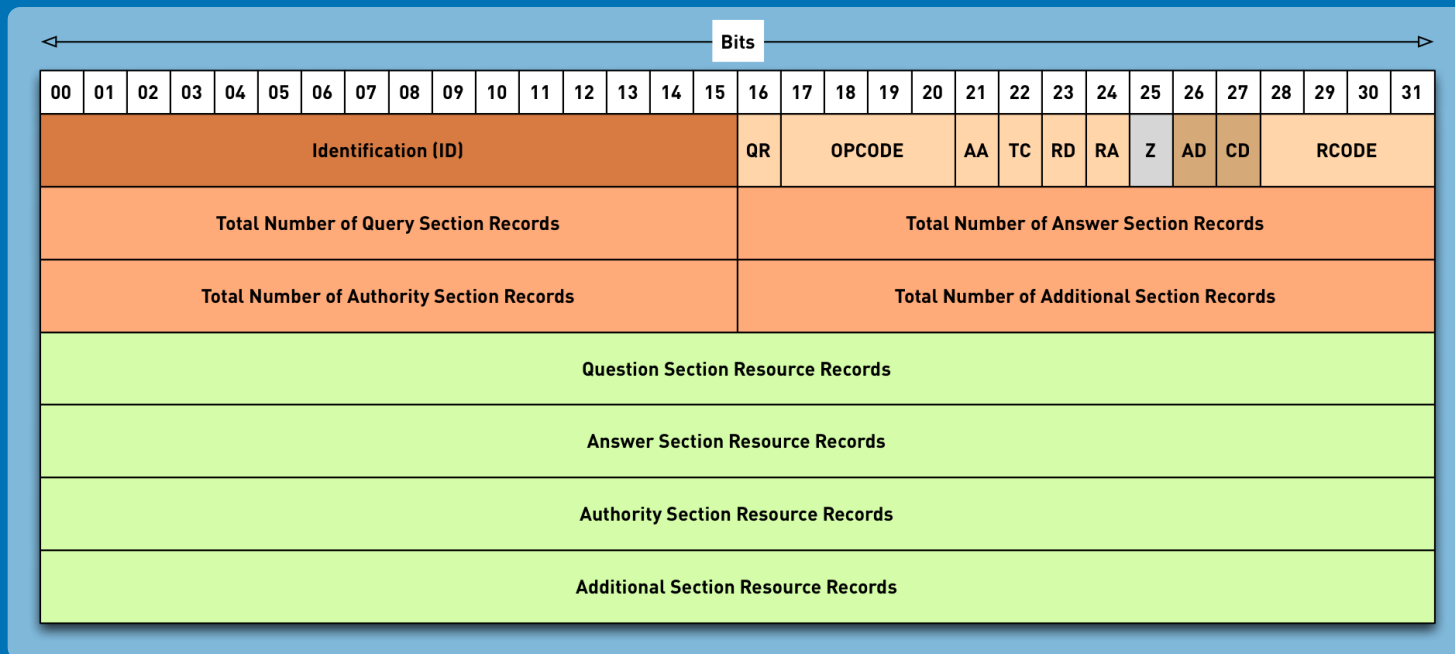 Bits
00 01 02 03 04 05 06 07 08 09 10 11 12 13 14 15 16 17 18 19 20 21 22 23 24 25 26 27 28 29 30 31
Identification (ID) QR OPCODE AA TC RD RA Z AD CD RCODE
Total Number of Query Section Records Total Number of Answer Section Records
Total Number of Authority Section Records Total Number of Additional Section Records
Question Section Resource Records
Answer Section Resource Records
Authority Section Resource Records
Additional Section Resource Records